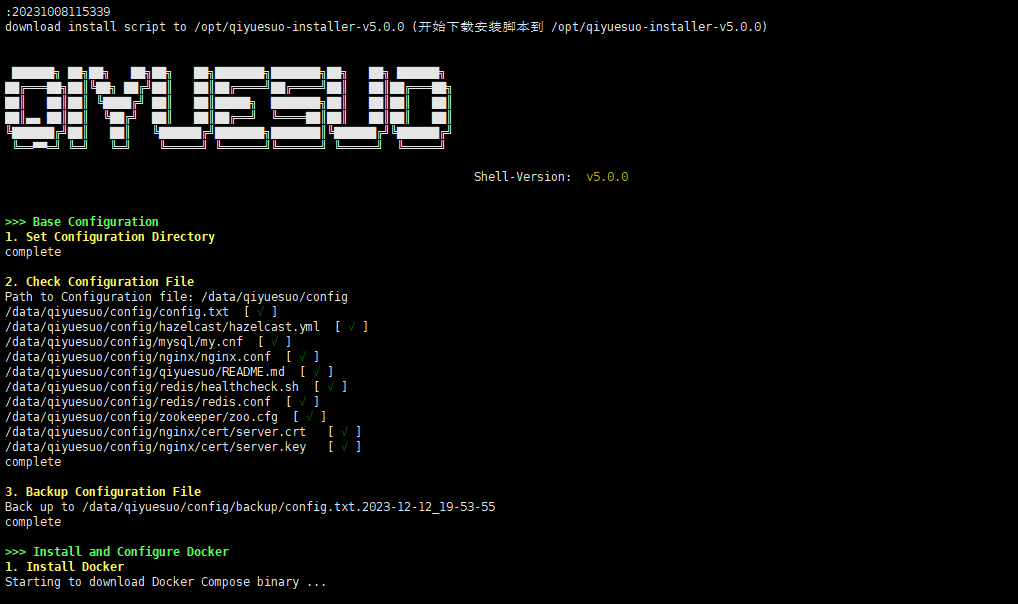 :20231008115339
download install script to /opt/qiyuesuo-installer-v5.0.0 (开始下载安装脚本到 /opt/qiyuesuo-installer-v5.0.0)
QIYUESUO
Shell-Version: v5.0.0
>>> Base Configuration
1. Set Configuration Directory
complete
2. Check Configuration File
Path to Configuration file: /data/qiyuesuo/config
/data/qiyuesuo/config/config.txt [ √ ]
/data/qiyuesuo/config/hazelcast/hazelcast.yml [ √ ]
/data/qiyuesuo/config/mysql/my.cnf [ √ ]
/data/qiyuesuo/config/nginx/nginx.conf [ √ ]
/data/qiyuesuo/config/qiyuesuo/README.md [ √ ]
/data/qiyuesuo/config/redis/healthcheck.sh [ √ ]
/data/qiyuesuo/config/redis/redis.conf [ √ ]
/data/qiyuesuo/config/zookeeper/zoo.cfg [ √ ]
/data/qiyuesuo/config/nginx/cert/server.crt [ √ ]
/data/qiyuesuo/config/nginx/cert/server.key [ √ ]
complete
3. Backup Configuration File
Back up to /data/qiyuesuo/config/backup/config.txt.2023-12-12_19-53-55
complete
>>> Install and Configure Docker
1. Install Docker
Starting to download Docker Compose binary ...